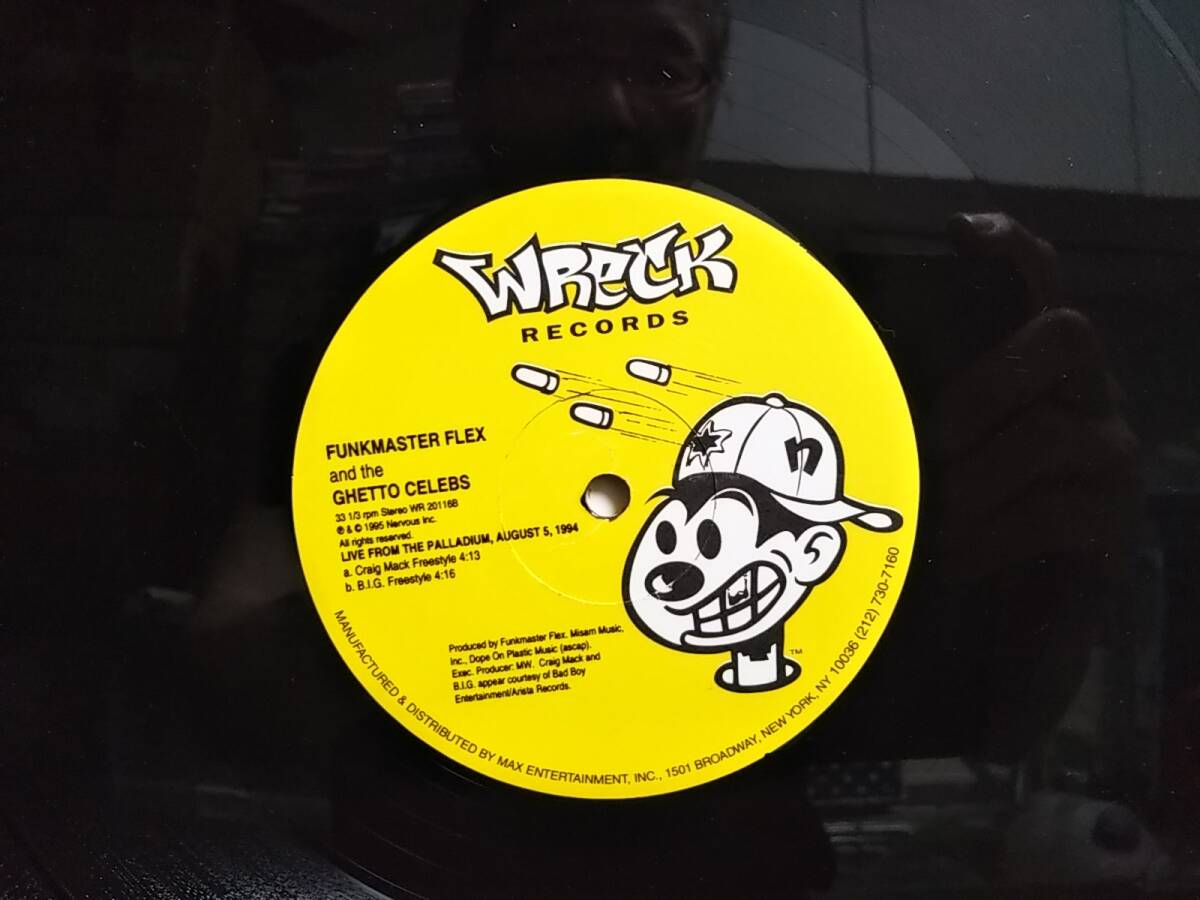 WRECK
RECORDS
n
FUNKMASTER FLEX
and the
GHETTO CELEBS
33 1/3 rpm Stereo WR 20116B
℗ & © 1995 Nervous Inc.
All rights reserved.
LIVE FROM THE PALLADIUM, AUGUST 5, 1994
a. Craig Mack Freestyle 4:13
b. B.I.G. Freestyle 4:16
Produced by Funkmaster Flex. Misam Music,
Inc., Dope On Plastic Music (ascap).
Exec. Producer: MW. Craig Mack and
B.I.G. appear courtesy of Bad Boy
Entertainment/Arista Records.
TM
MANUFACTURED & DISTRIBUTED BY MAX ENTERTAINMENT, INC., 1501 BROADWAY, NEW YORK, NY 10036 (212) 730-7160